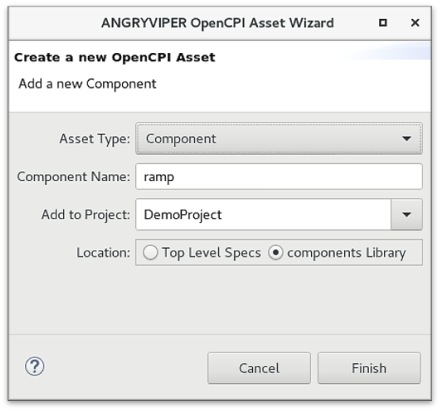 ANGRYVIPER OpenCPI Asset Wizard
Create a new OpenCPI Asset
Add a new Component
Asset Type: Component
Component Name: ramp
Add to Project: DemoProject
Location: Top Level Specs components Library
? Cancel Finish